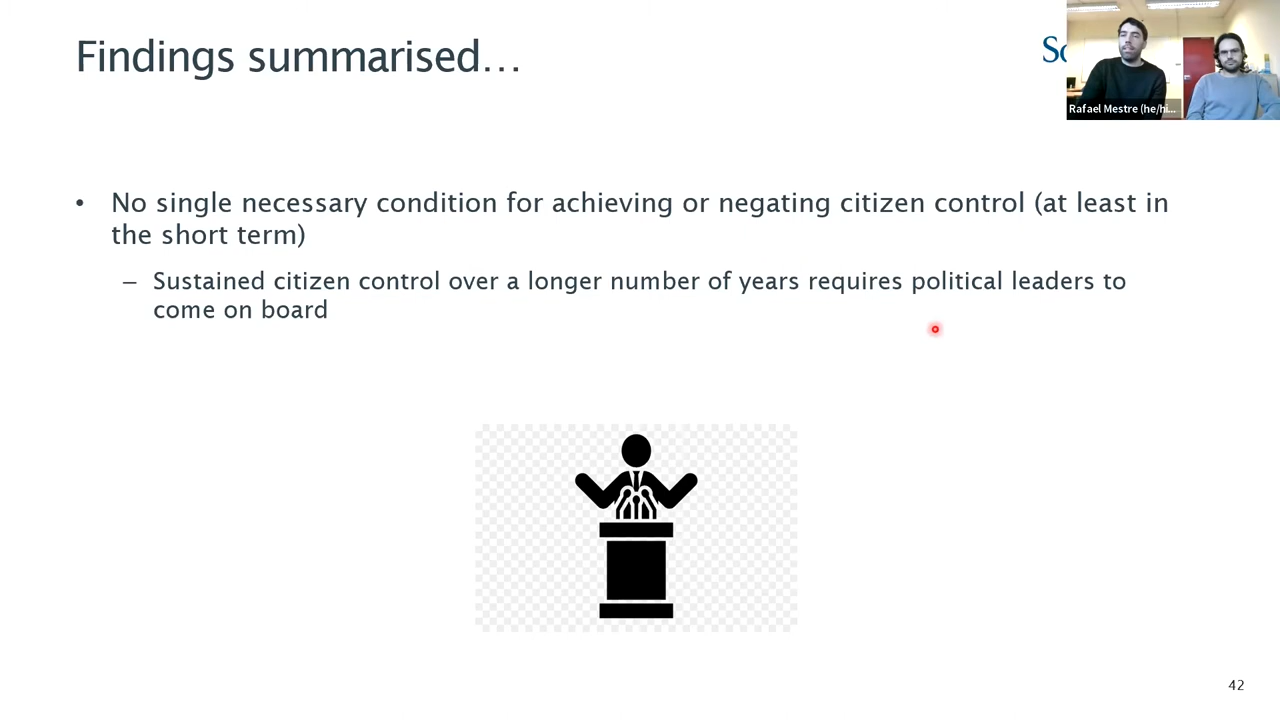 Findings summarised…
Rafael Mestre (he/hi...
• No single necessary condition for achieving or negating citizen control (at least in
the short term)
– Sustained citizen control over a longer number of years requires political leaders to
come on board
42